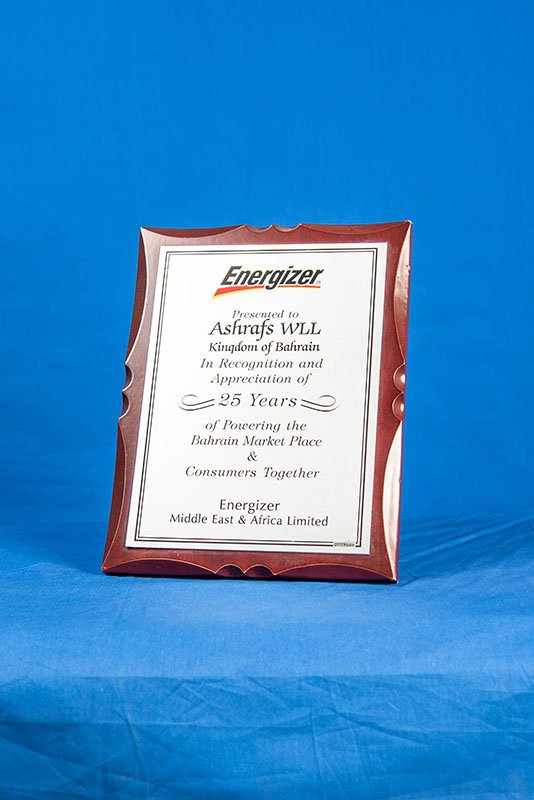 Energizer
Presented to
Ashrafs WLL
Kingdom of Bahrain
In Recognition and
Appreciation of
25 Years
of Powering the
Bahrain Market Place
&
Consumers Together
Energizer
Middle East & Africa Limited